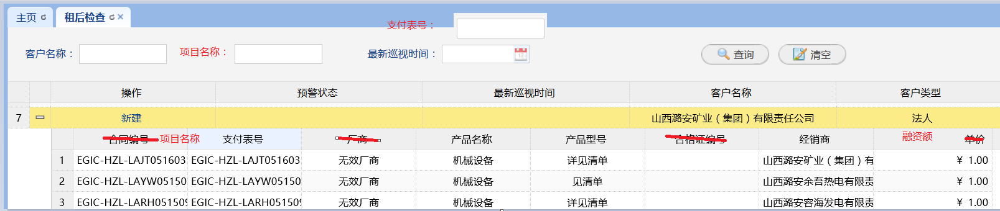 主页 租后检查
支付表号：
客户名称： 项目名称： 最新巡视时间： 查询 清空
操作 预警状态 最新巡视时间 客户名称 客户类型
7 新建 山西潞安矿业（集团）有限责任公司 法人
合同编号 项目名称 支付表号 厂商 产品名称 产品型号 合格证编号 经销商 融资额 单价
1 EGIC-HZL-LAJT051603 EGIC-HZL-LAJT051603 无效厂商 机械设备 详见清单 山西潞安矿业（集团）有 ¥ 1.00
2 EGIC-HZL-LAYW05150 EGIC-HZL-LAYW05150 无效厂商 机械设备 见清单 山西潞安余吾热电有限责 ¥ 1.00
3 EGIC-HZL-LARH051509 EGIC-HZL-LARH051509 无效厂商 机械设备 详见清单 山西潞安容海发电有限责 ¥ 1.00